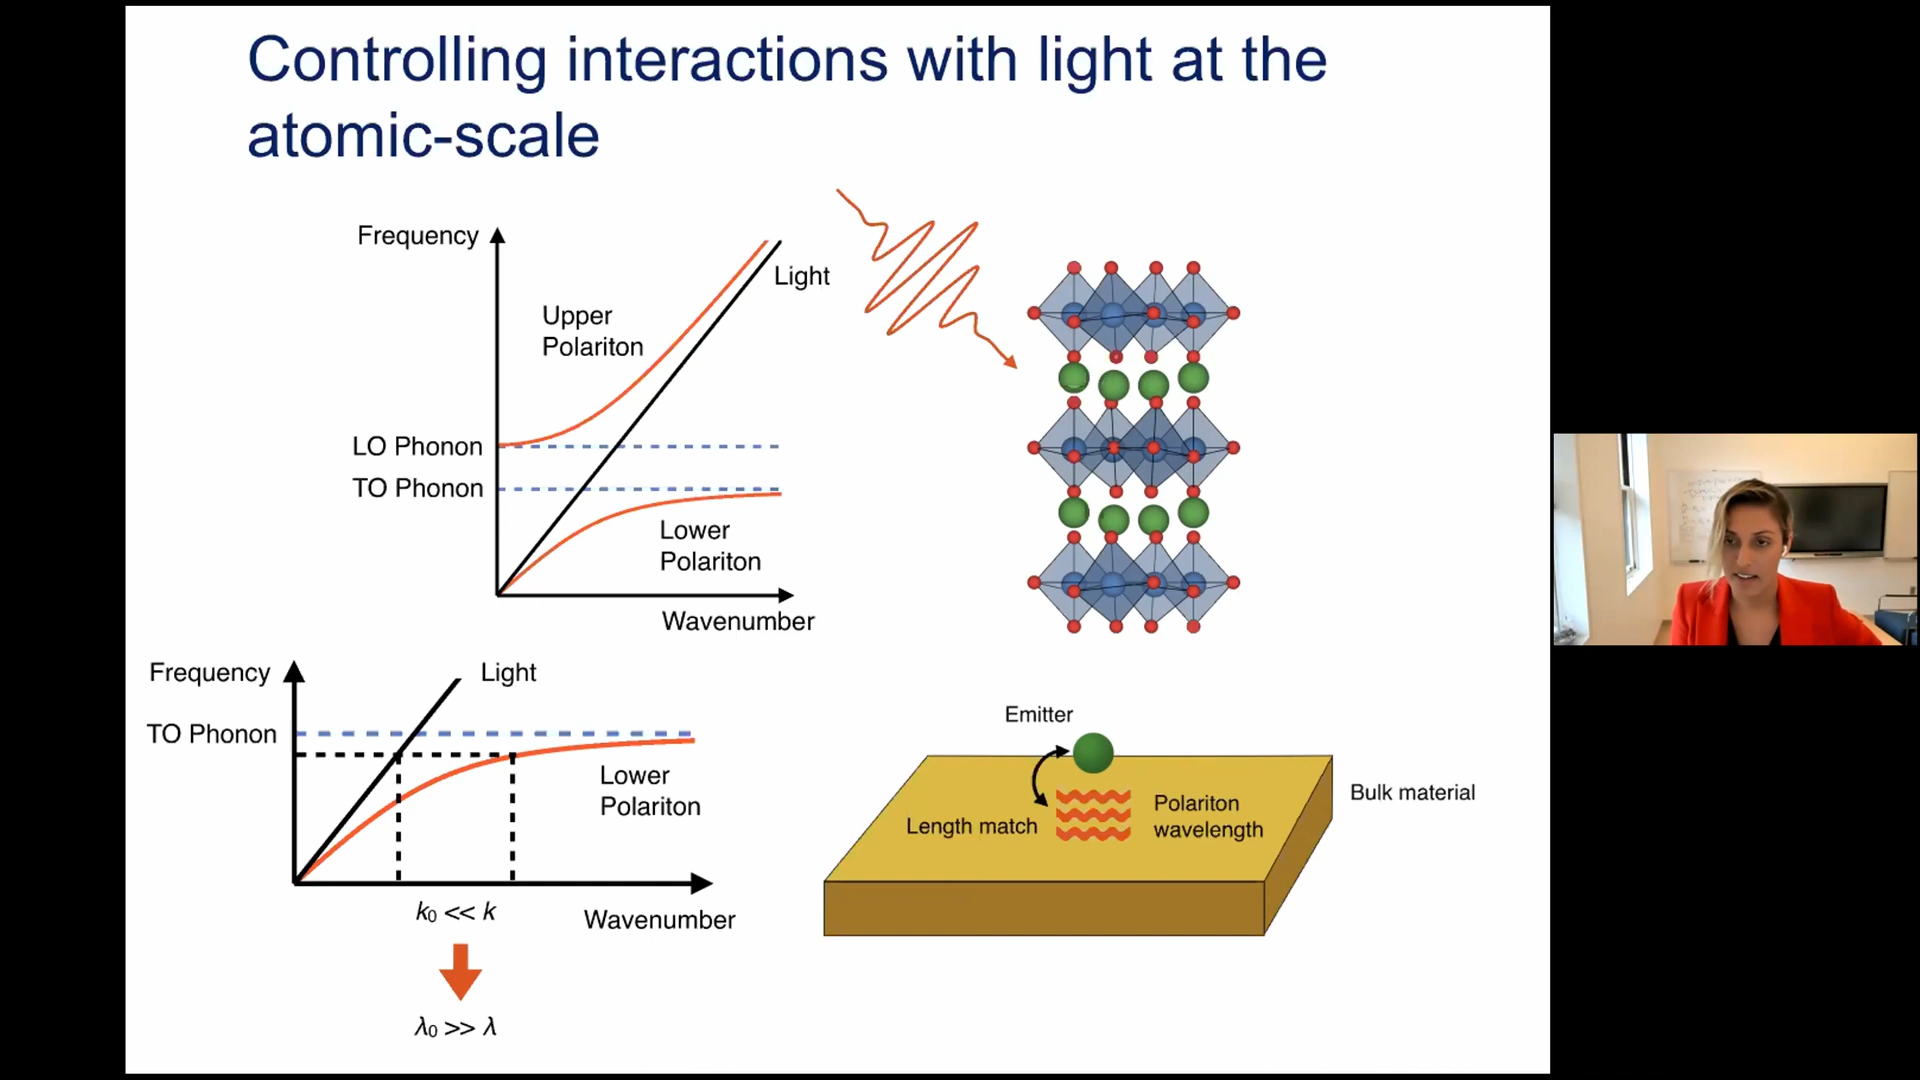 Controlling interactions with light at the
atomic-scale
Frequency
Light
Upper
Polariton
LO Phonon
TO Phonon
Lower
Polariton
Wavenumber
Frequency
Light
TO Phonon
Lower
Polariton
k₀ << k
Wavenumber
λ₀ >> λ
Emitter
Bulk material
Length match
Polariton
wavelength